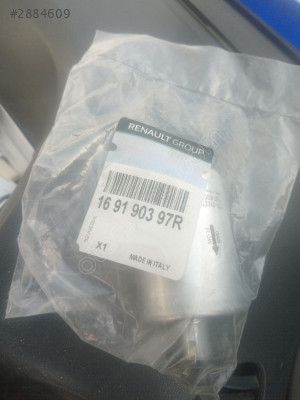 #2884609
RENAULT GROUP
16 91 903 97R
X1
MADE IN ITALY